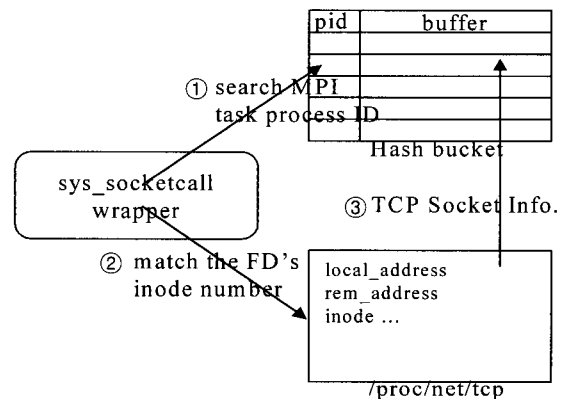 pid buffer
① search MPI
task process ID
Hash bucket
sys_socketcall
wrapper
③ TCP Socket Info.
② match the FD's
inode number
local_address
rem_address
inode ...
/proc/net/tcp